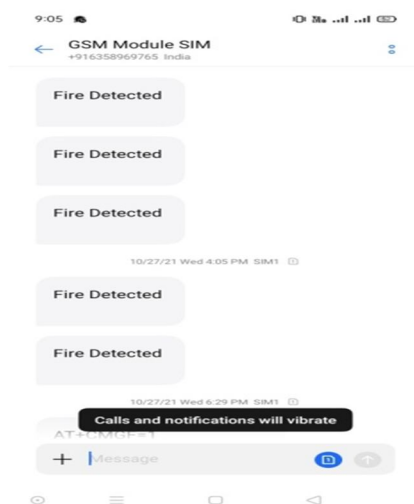 9:05
GSM Module SIM
+916358969765 India
Fire Detected
Fire Detected
Fire Detected
10/27/21 Wed 4:05 PM SIM1
Fire Detected
Fire Detected
10/27/21 Wed 6:29 PM SIM1
Calls and notifications will vibrate
AT+CMGF=1
Message